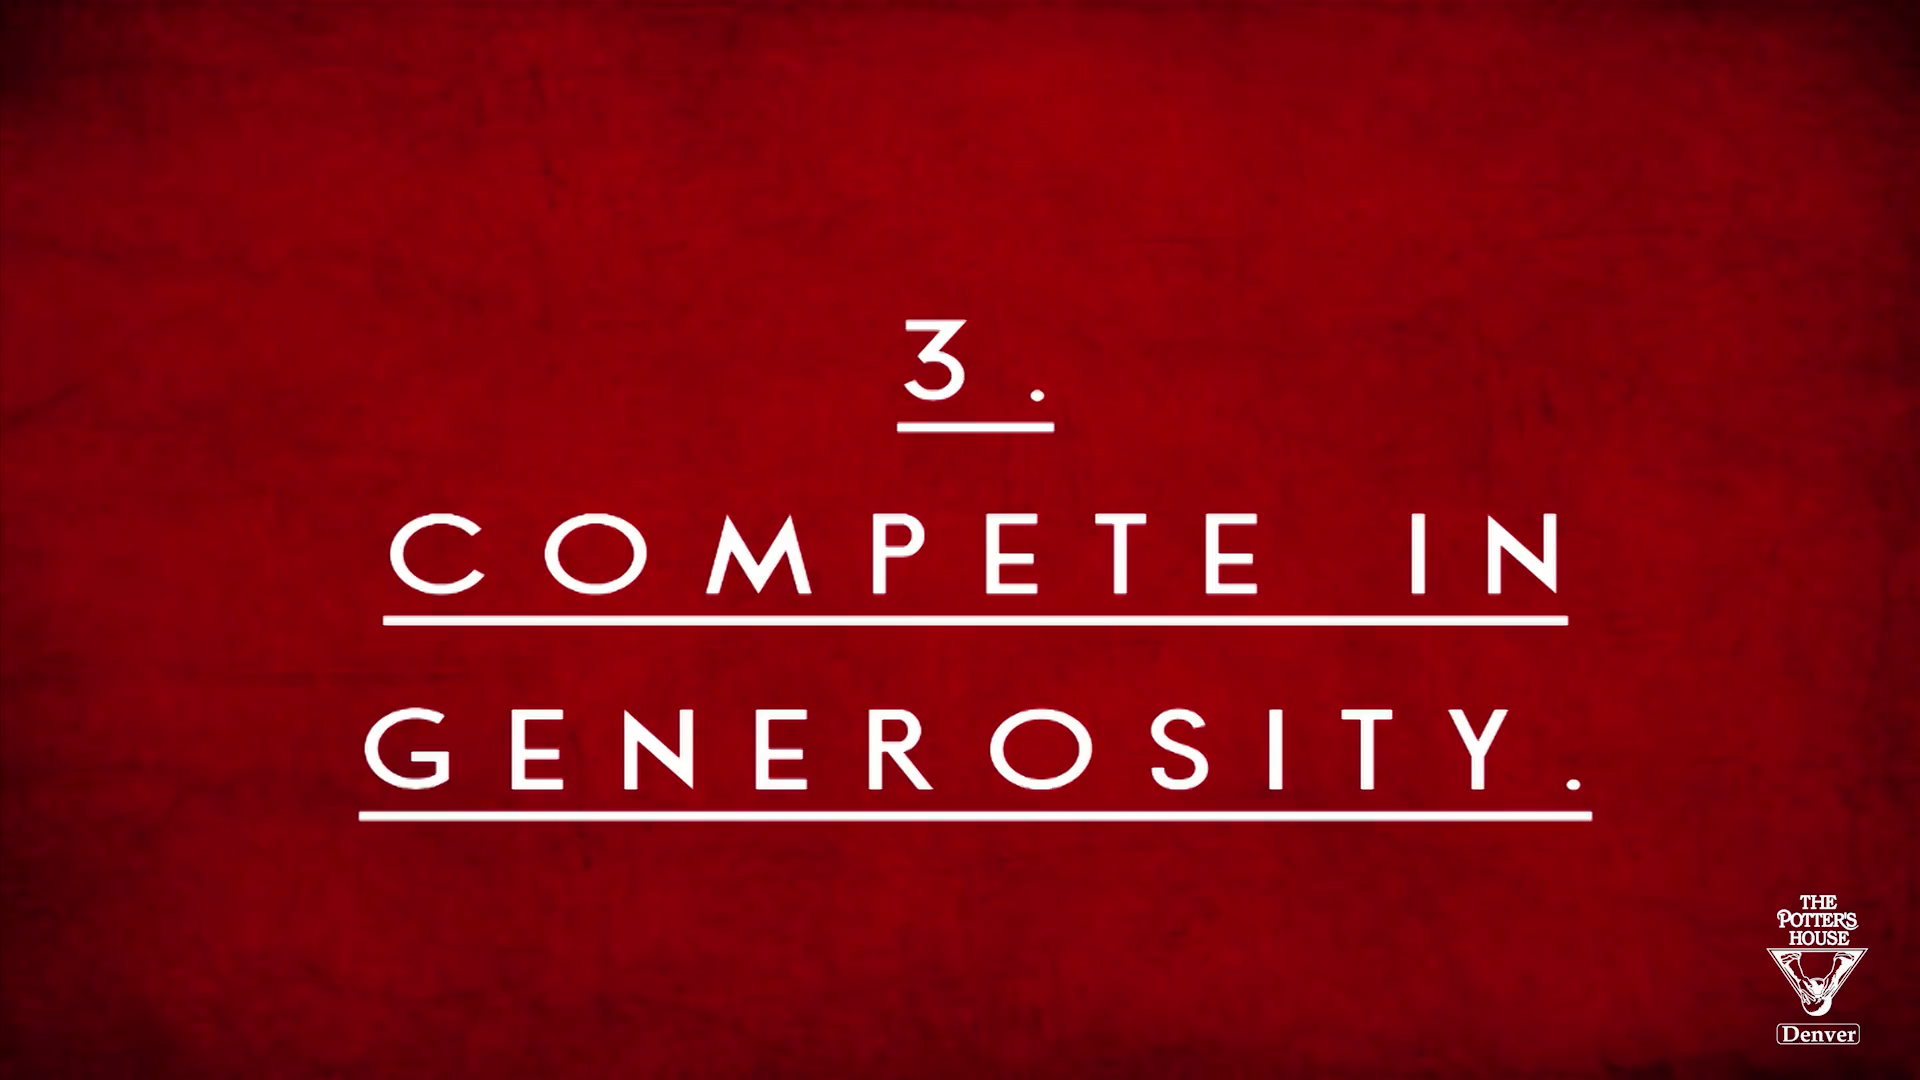 3.
COMPETE IN
GENEROSITY.
THE
POTTER'S
HOUSE
Denver